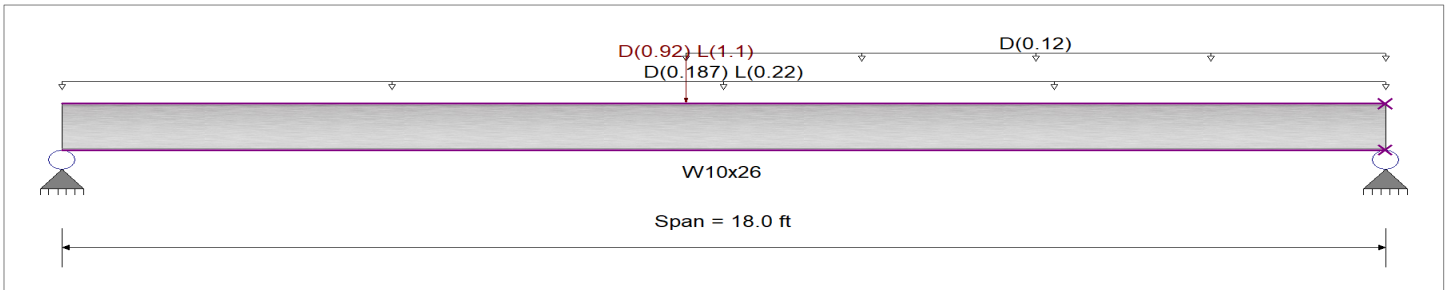 D(0.12)
D(0.92) L(1.1)
D(0.187) L(0.22)
W10x26
Span = 18.0 ft